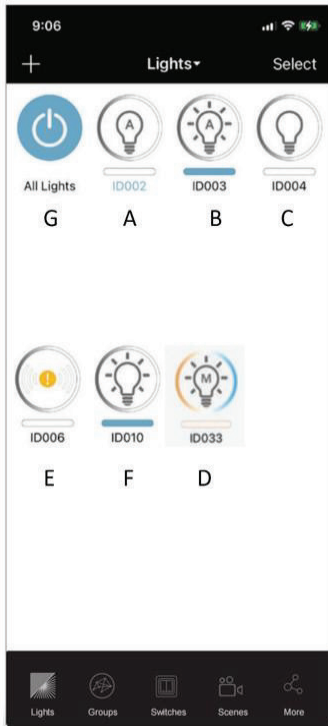 9:06
Lights
Select
A
A
All Lights
ID002
ID003
ID004
G
A
B
C
!
M
ID006
ID010
ID033
E
F
D
Lights
Groups
Switches
Scenes
More